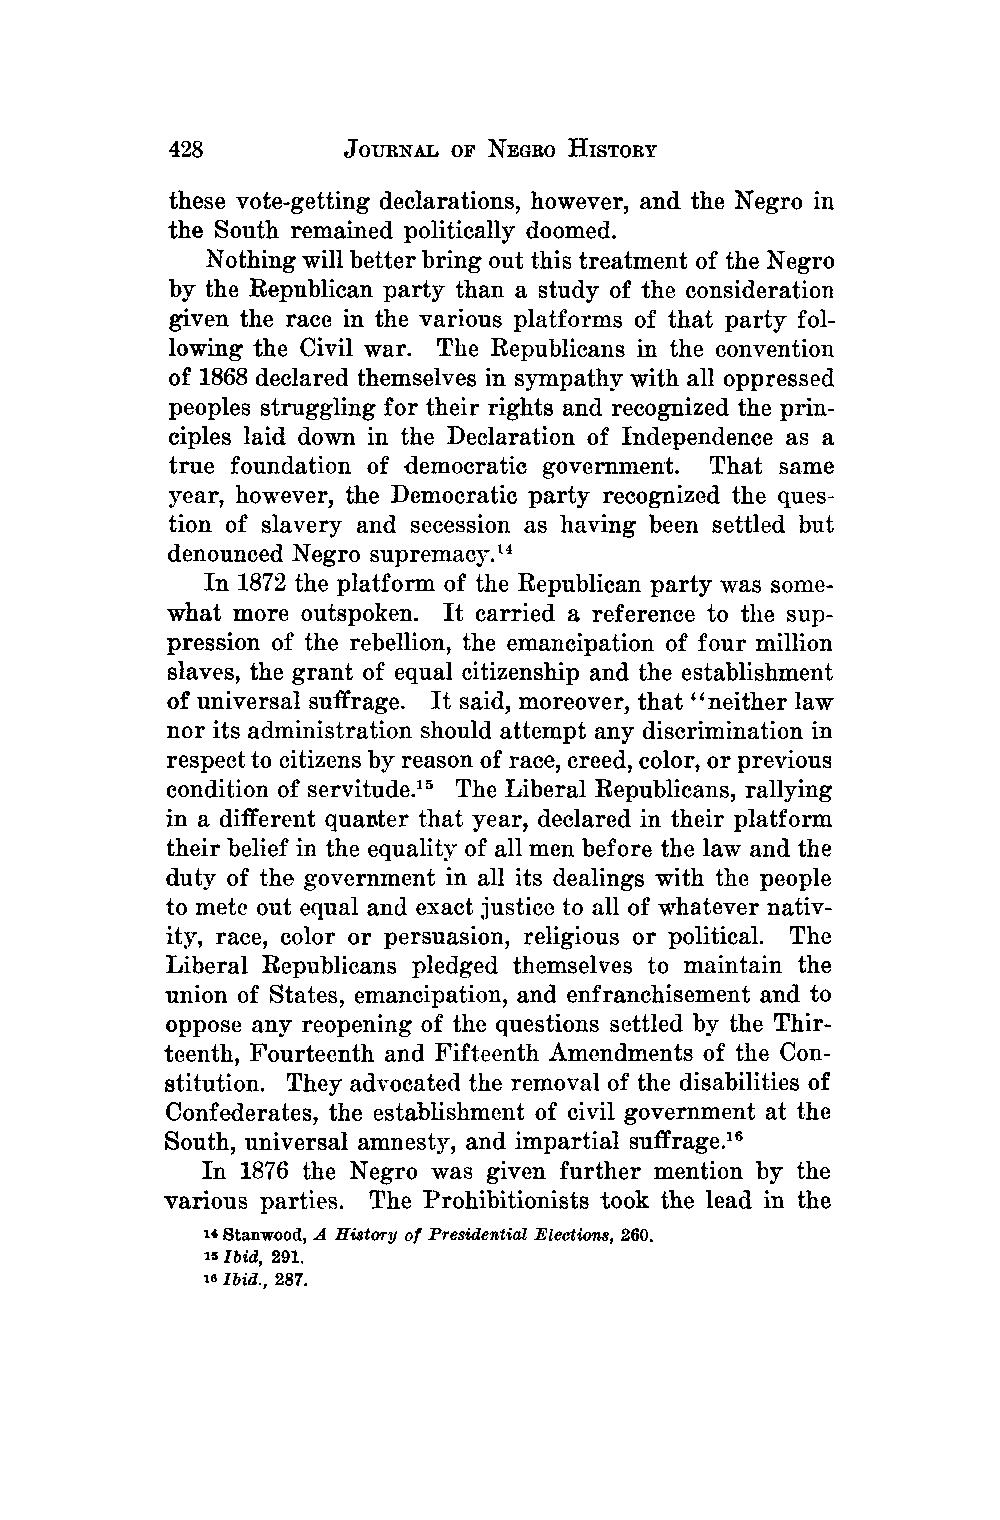 428 JOURNAL OF NEGRO HISTORY
these vote-getting declarations, however, and the Negro in
the South remained politically doomed.
Nothing will better bring out this treatment of the Negro
by the Republican party than a study of the consideration
given the race in the various platforms of that party fol-
lowing the Civil war. The Republicans in the convention
of 1868 declared themselves in sympathy with all oppressed
peoples struggling for their rights and recognized the prin-
ciples laid down in the Declaration of Independence as a
true foundation of democratic government. That same
year, however, the Democratic party recognized the ques-
tion of slavery and secession as having been settled but
denounced Negro supremacy.¹⁴
In 1872 the platform of the Republican party was some-
what more outspoken. It carried a reference to the sup-
pression of the rebellion, the emancipation of four million
slaves, the grant of equal citizenship and the establishment
of universal suffrage. It said, moreover, that “neither law
nor its administration should attempt any discrimination in
respect to citizens by reason of race, creed, color, or previous
condition of servitude.¹⁵ The Liberal Republicans, rallying
in a different quarter that year, declared in their platform
their belief in the equality of all men before the law and the
duty of the government in all its dealings with the people
to mete out equal and exact justice to all of whatever nativ-
ity, race, color or persuasion, religious or political. The
Liberal Republicans pledged themselves to maintain the
union of States, emancipation, and enfranchisement and to
oppose any reopening of the questions settled by the Thir-
teenth, Fourteenth and Fifteenth Amendments of the Con-
stitution. They advocated the removal of the disabilities of
Confederates, the establishment of civil government at the
South, universal amnesty, and impartial suffrage.¹⁶
In 1876 the Negro was given further mention by the
various parties. The Prohibitionists took the lead in the
¹⁴ Stanwood, A History of Presidential Elections, 260.
¹⁵ Ibid, 291.
¹⁶ Ibid., 287.